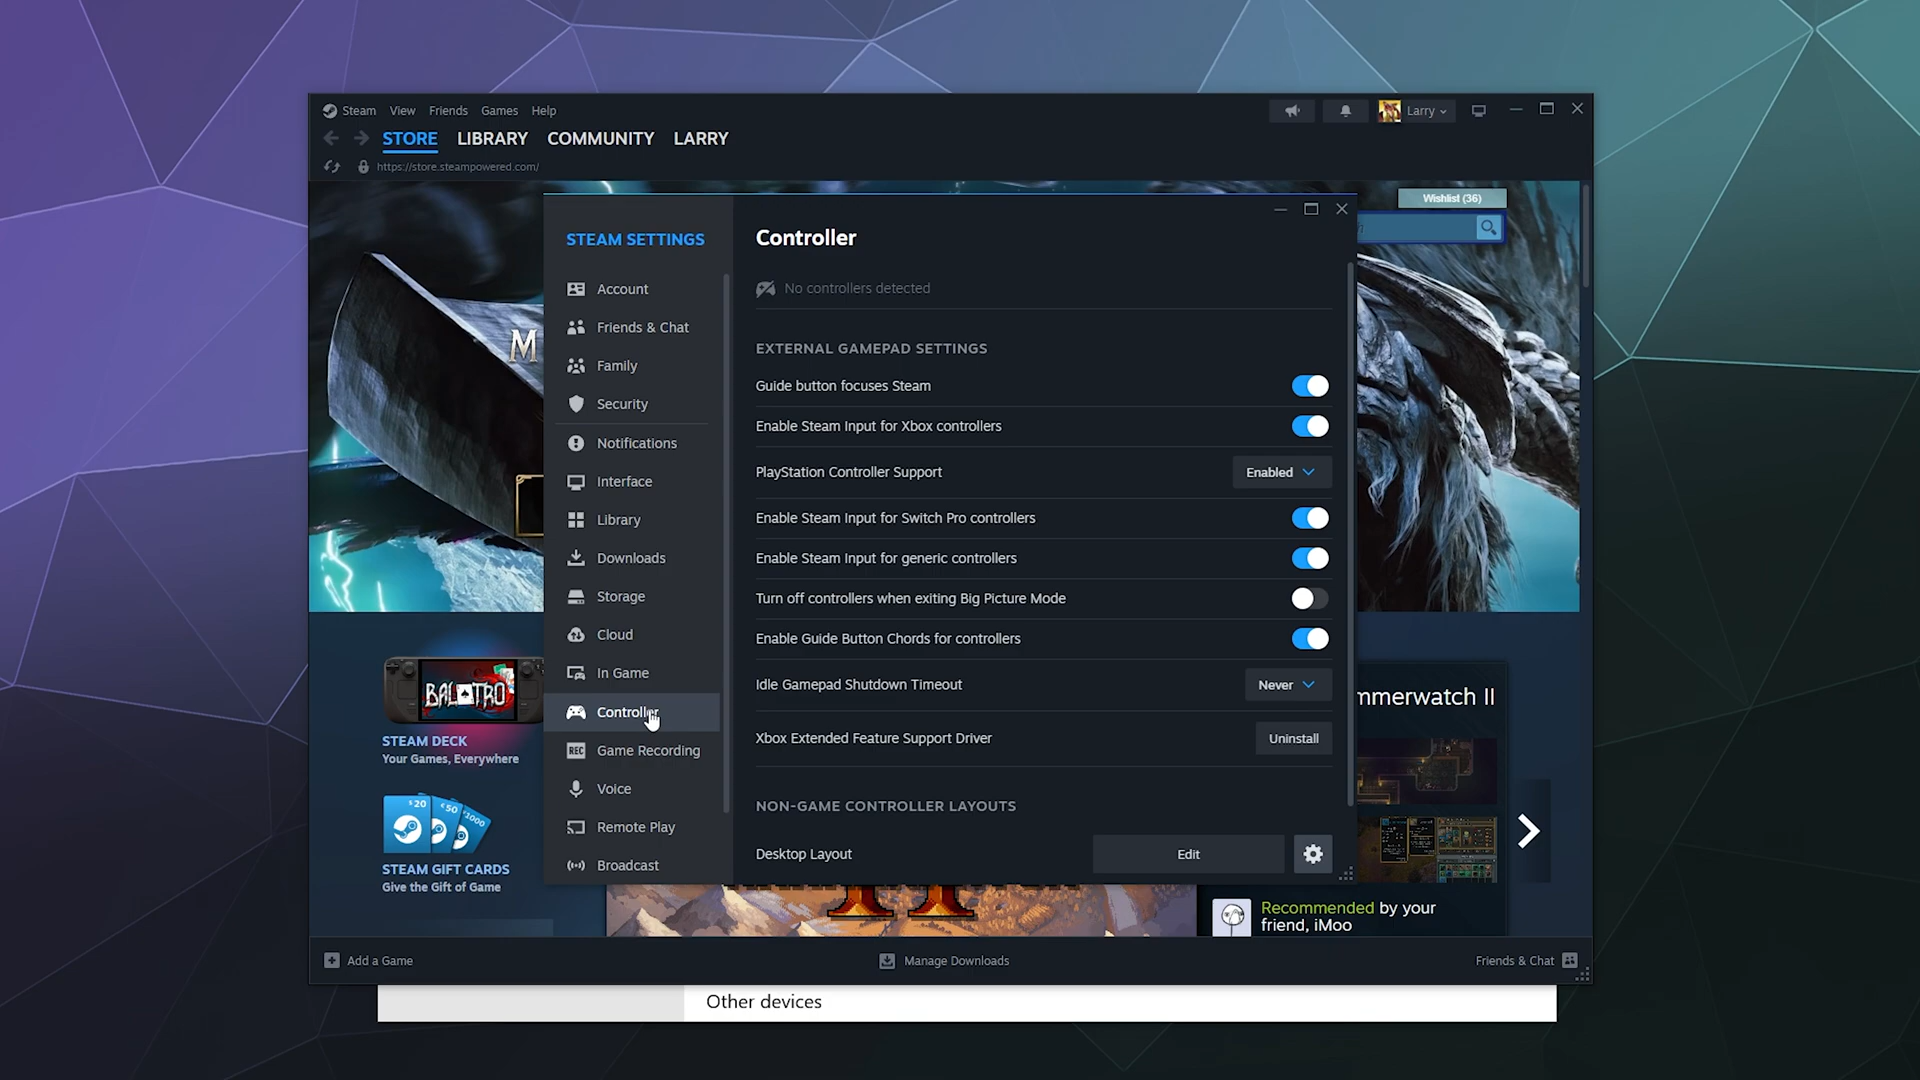 Steam View Friends Games Help
Larry
STORE LIBRARY COMMUNITY LARRY
https://store.steampowered.com/
Wishlist (36)
M
STEAM SETTINGS
Account
Friends & Chat
Family
Security
Notifications
Interface
Library
Downloads
Storage
Cloud
In Game
Controller
REC Game Recording
Voice
Remote Play
Broadcast
Controller
No controllers detected
EXTERNAL GAMEPAD SETTINGS
Guide button focuses Steam
Enable Steam Input for Xbox controllers
PlayStation Controller Support Enabled
Enable Steam Input for Switch Pro controllers
Enable Steam Input for generic controllers
Turn off controllers when exiting Big Picture Mode
Enable Guide Button Chords for controllers
Idle Gamepad Shutdown Timeout Never
Xbox Extended Feature Support Driver Uninstall
NON-GAME CONTROLLER LAYOUTS
Desktop Layout Edit
BALATRO
STEAM DECK
Your Games, Everywhere
$20 €50 £1000
STEAM GIFT CARDS
Give the Gift of Game
mmerwatch II
II
Recommended by your
friend, iMoo
Add a Game
Manage Downloads
Friends & Chat
Other devices